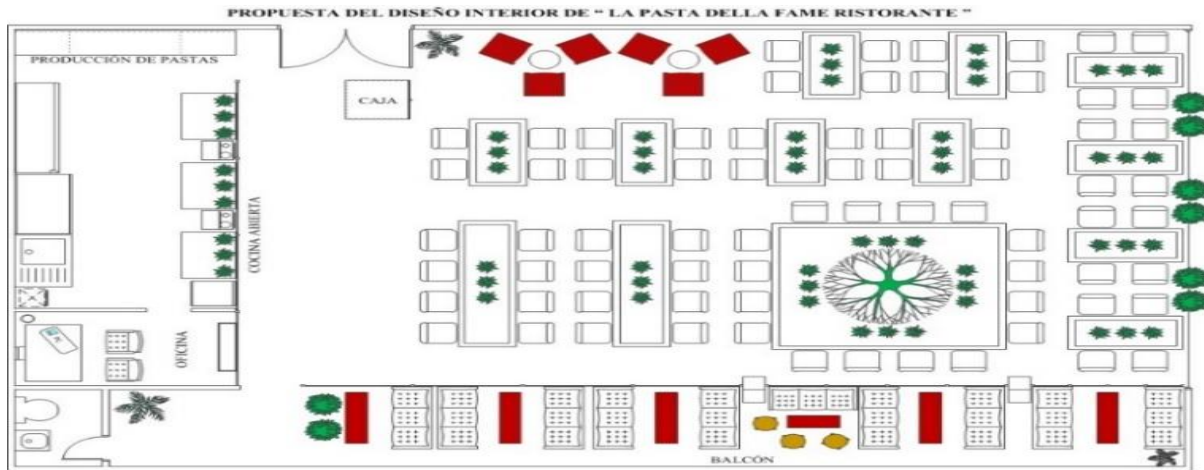 PROPUESTA DEL DISEÑO INTERIOR DE “ LA PASTA DELLA FAME RISTORANTE ”
PRODUCCIÓN DE PASTAS
CAJA
COCINA ABIERTA
OFICINA
BALCÓN